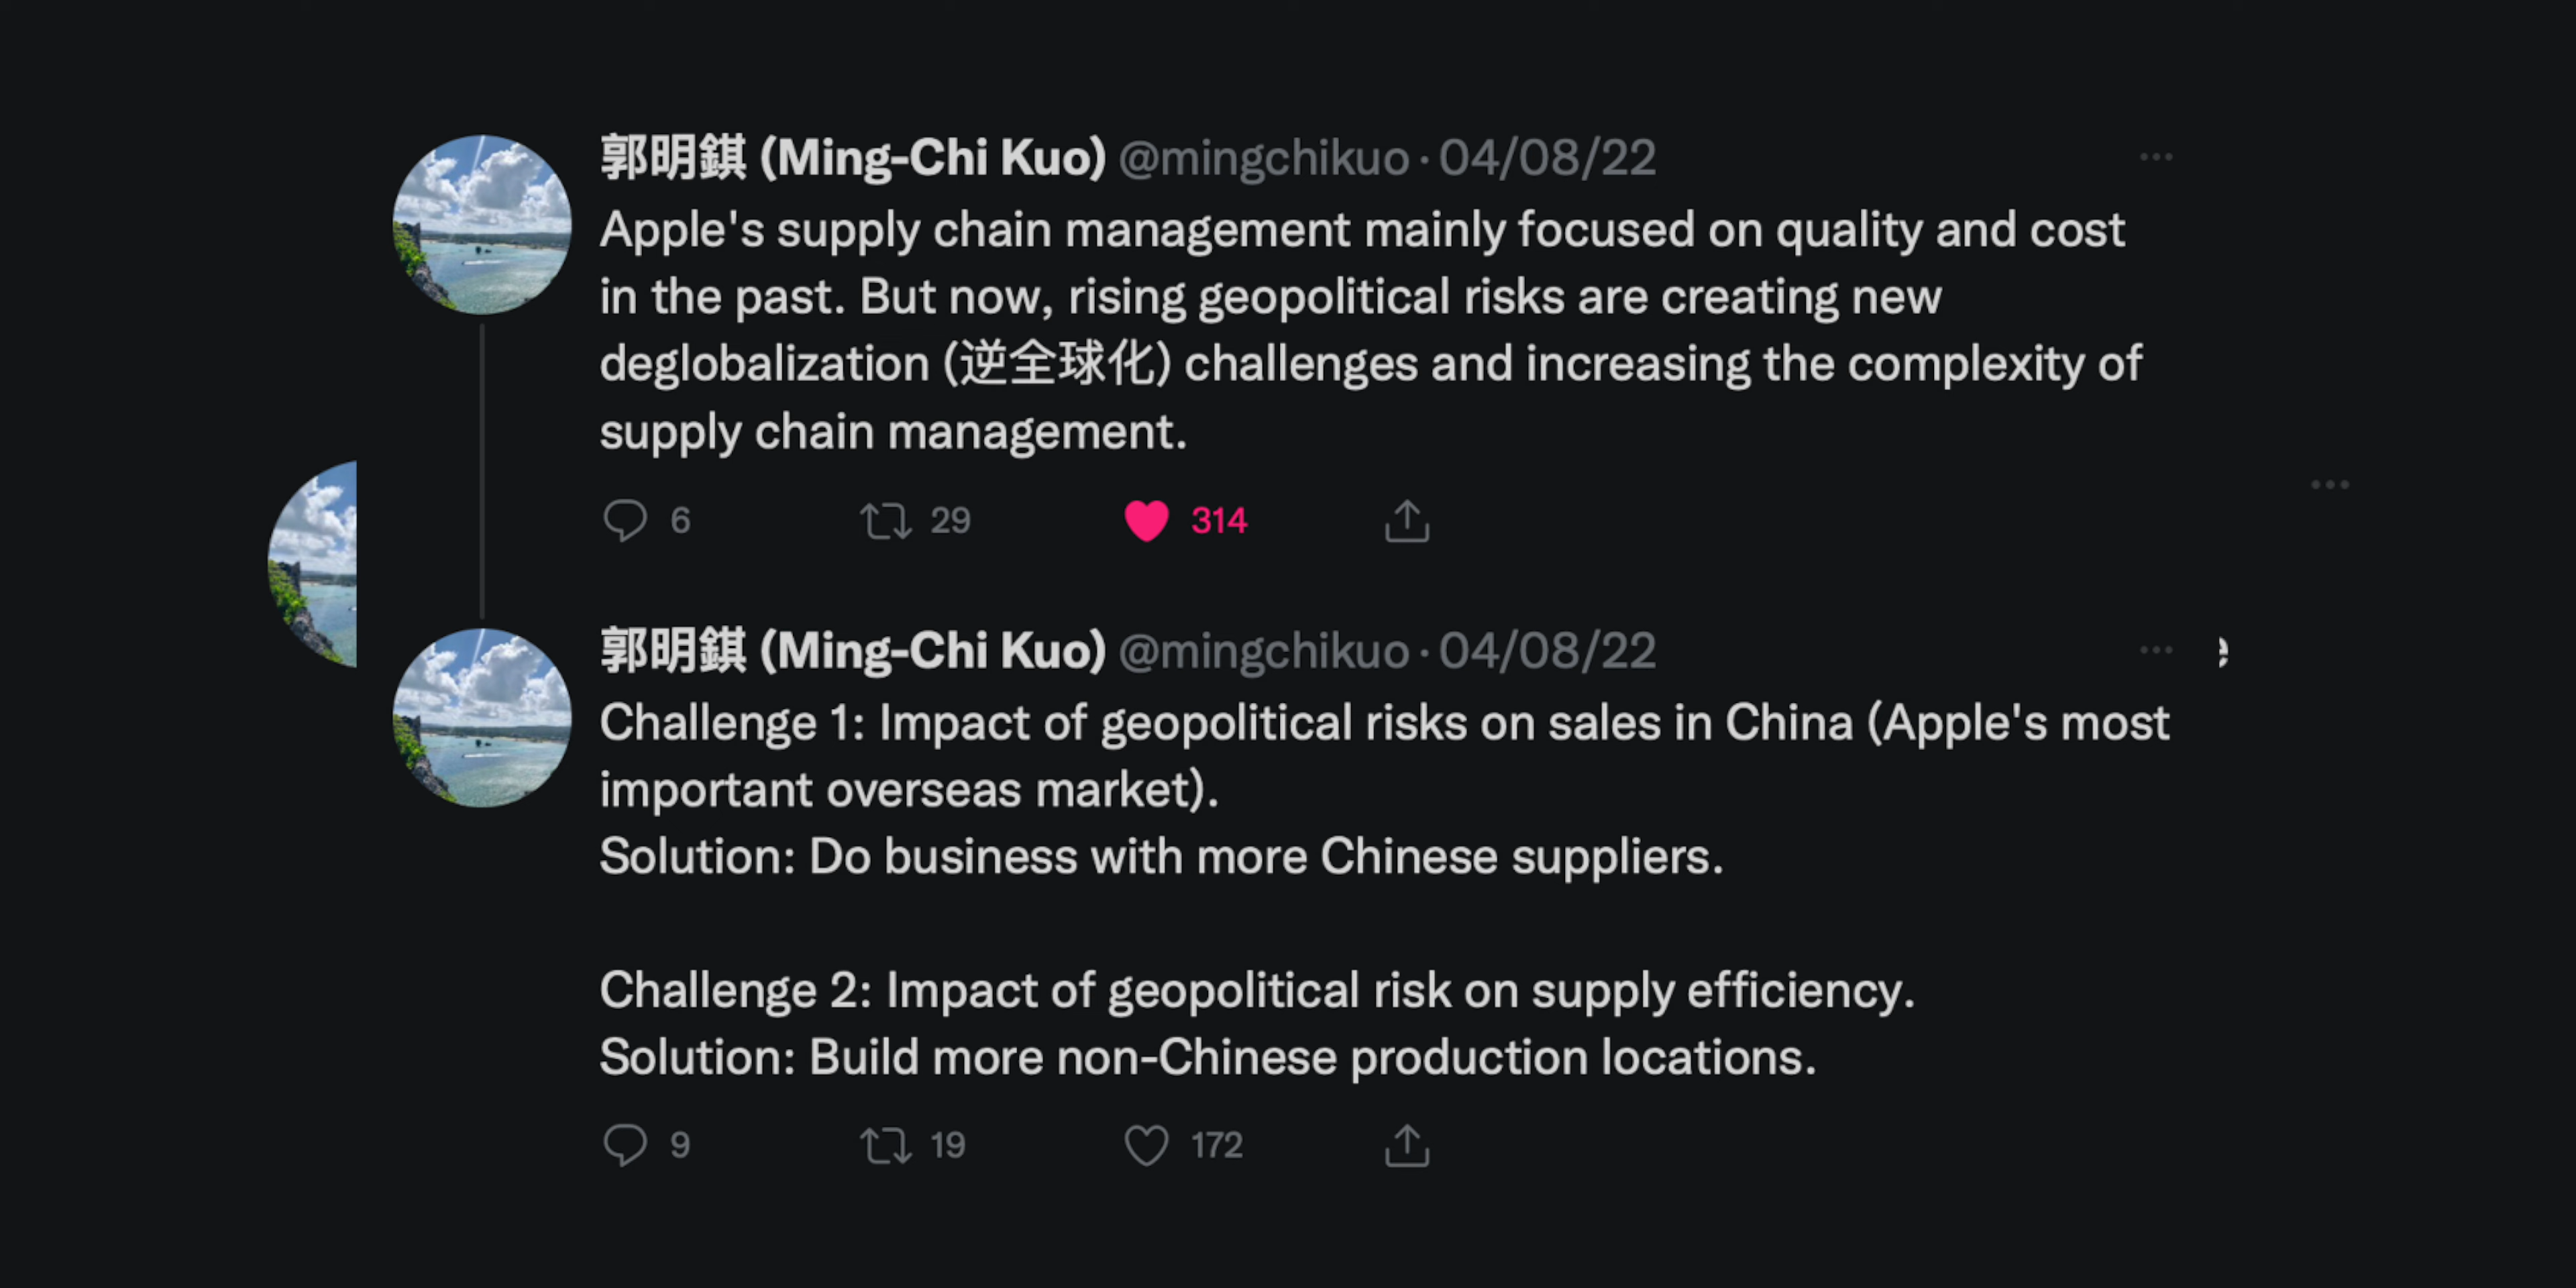 郭明錤 (Ming-Chi Kuo) @mingchikuo · 04/08/22
Apple's supply chain management mainly focused on quality and cost
in the past. But now, rising geopolitical risks are creating new
deglobalization (逆全球化) challenges and increasing the complexity of
supply chain management.
6 29 314
郭明錤 (Ming-Chi Kuo) @mingchikuo · 04/08/22
Challenge 1: Impact of geopolitical risks on sales in China (Apple's most
important overseas market).
Solution: Do business with more Chinese suppliers.
Challenge 2: Impact of geopolitical risk on supply efficiency.
Solution: Build more non-Chinese production locations.
9 19 172